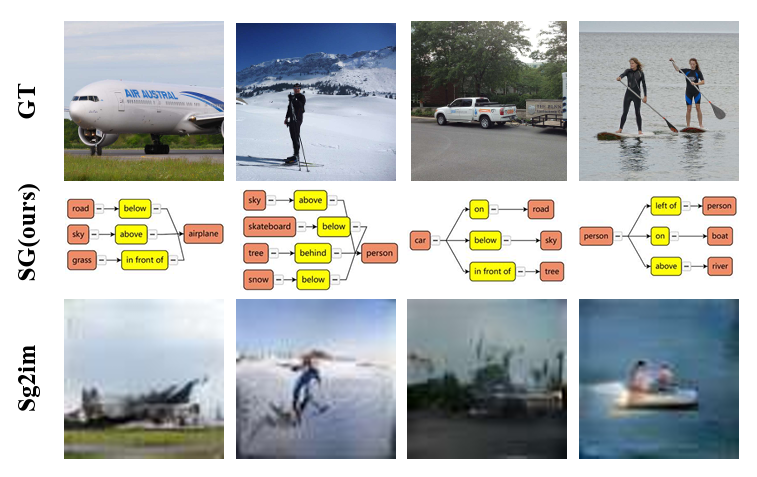 GT
AIR AUSTRAL
SG(ours)
road
below
sky
above
airplane
grass
in front of
sky
above
skateboard
below
tree
behind
person
snow
below
car
on
road
below
sky
in front of
tree
person
left of
person
on
boat
above
river
Sg2im